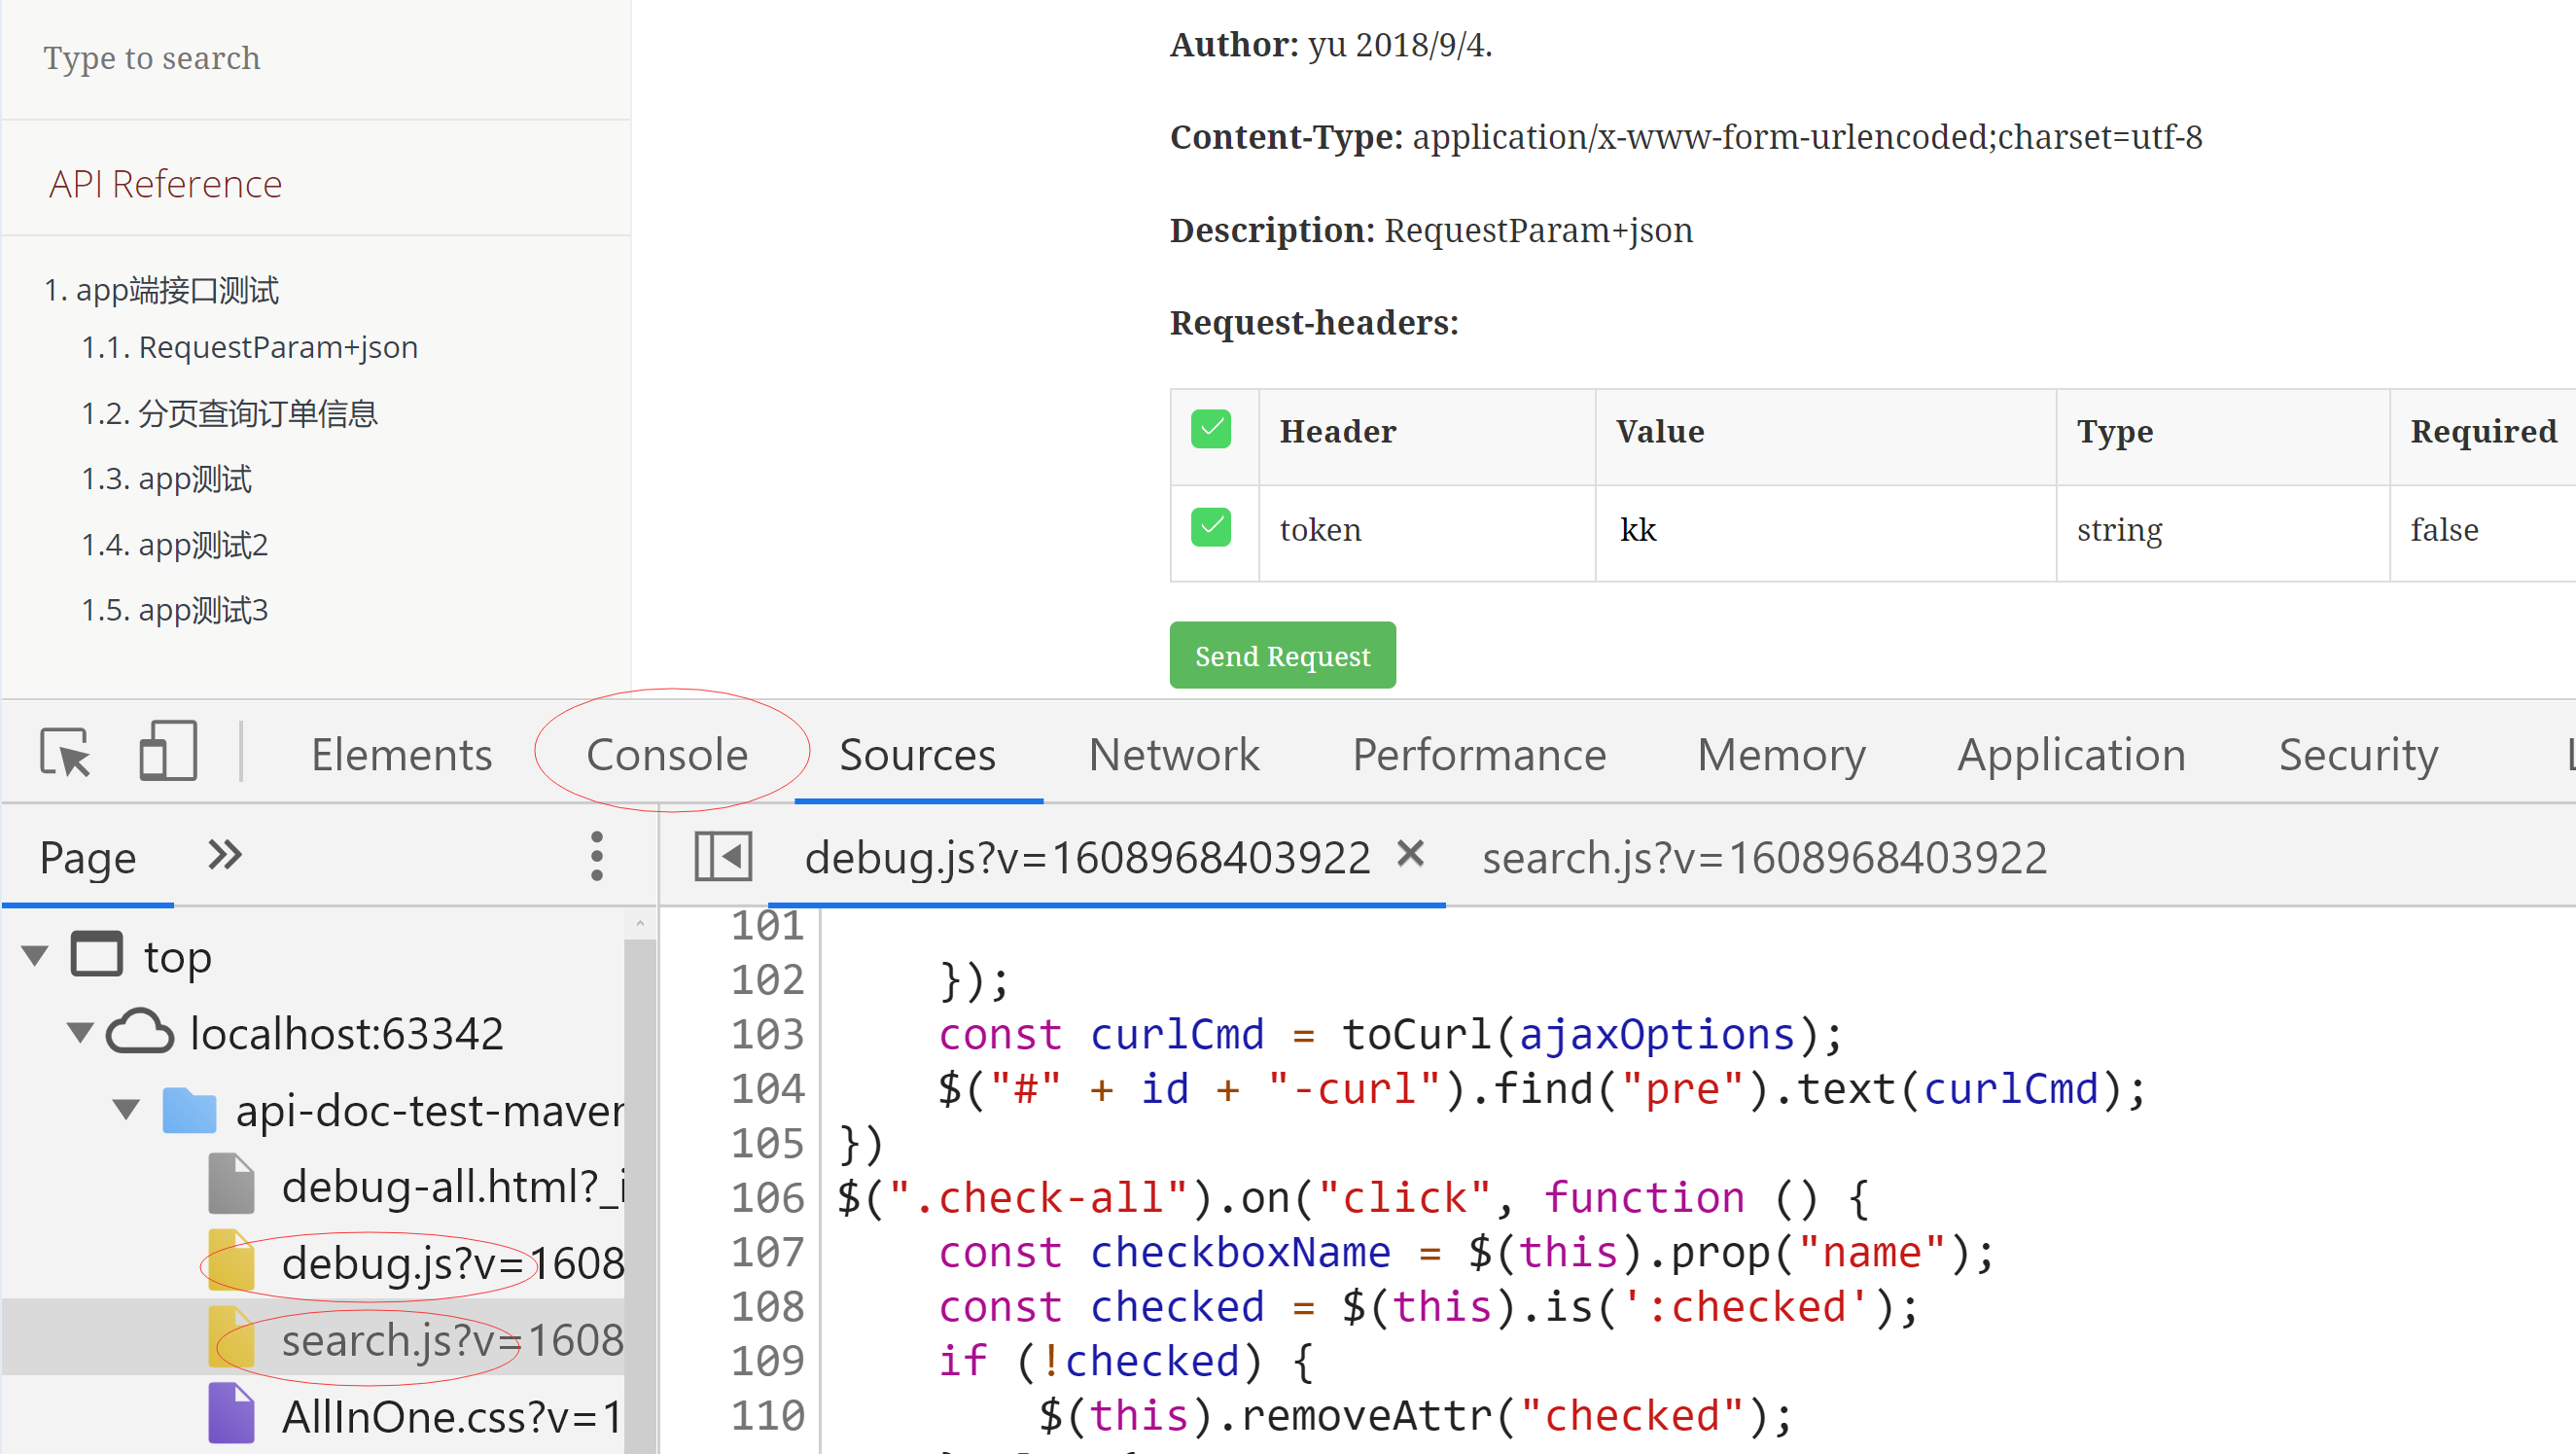 Type to search
API Reference
1. app端接口测试
1.1. RequestParam+json
1.2. 分页查询订单信息
1.3. app测试
1.4. app测试2
1.5. app测试3
Author: yu 2018/9/4.
Content-Type: application/x-www-form-urlencoded;charset=utf-8
Description: RequestParam+json
Request-headers:
Header Value Type Required
token kk string false
Send Request
Elements Console Sources Network Performance Memory Application Security
Page
debug.js?v=1608968403922 search.js?v=1608968403922
top
localhost:63342
api-doc-test-maven
debug-all.html?_i
debug.js?v=1608
search.js?v=1608
AllInOne.css?v=1
101
102 });
103 const curlCmd = toCurl(ajaxOptions);
104 $("#" + id + "-curl").find("pre").text(curlCmd);
105 })
106 $(".check-all").on("click", function () {
107 const checkboxName = $(this).prop("name");
108 const checked = $(this).is(':checked');
109 if (!checked) {
110 $(this).removeAttr("checked");